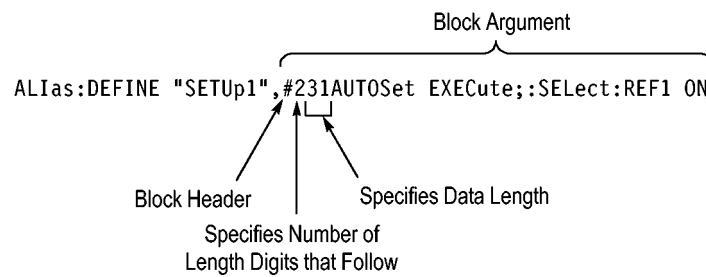 Block Argument
ALIas:DEFINE "SETUp1",#231AUTOSet EXECute;:SELect:REF1 ON
Block Header
Specifies Data Length
Specifies Number of
Length Digits that Follow